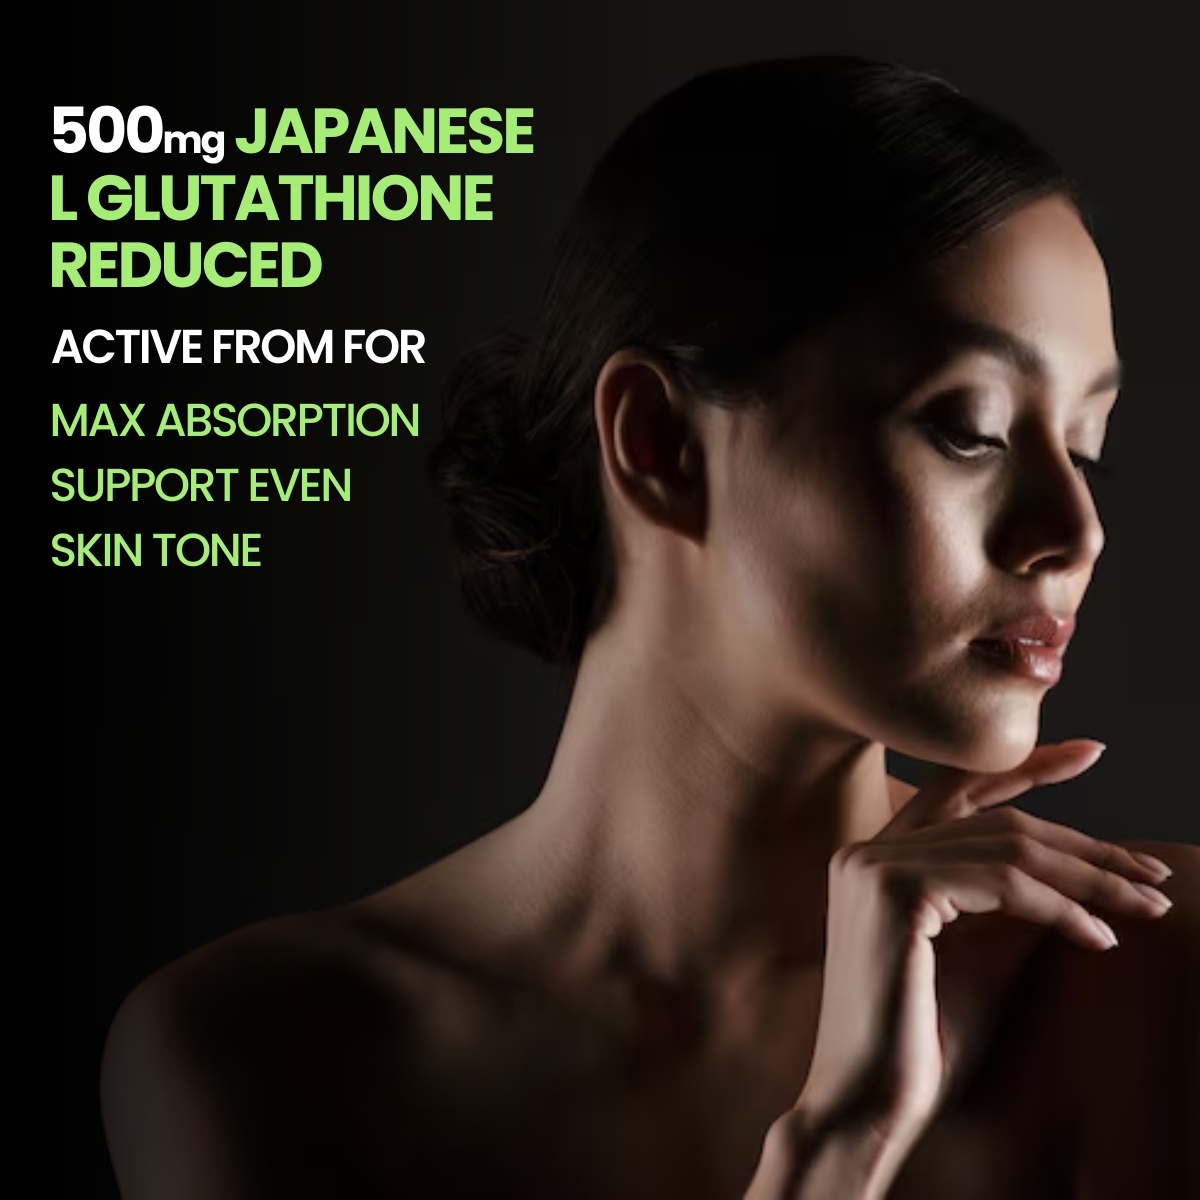 500mg JAPANESE
L GLUTATHIONE
REDUCED
ACTIVE FROM FOR
MAX ABSORPTION
SUPPORT EVEN
SKIN TONE